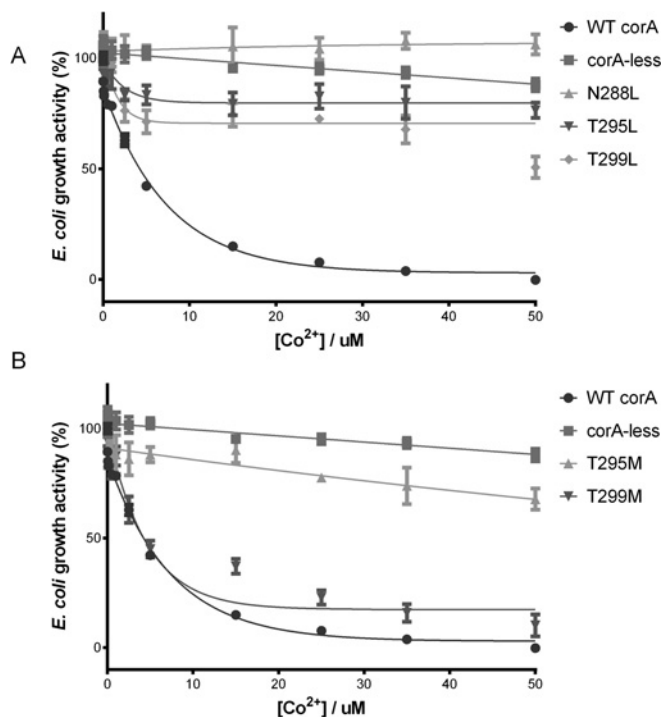 A
E. coli growth activity (%)
100
50
0
0
10
20
30
40
50
[Co2+] / uM
WT corA
corA-less
N288L
T295L
T299L
B
E. coli growth activity (%)
100
50
0
0
10
20
30
40
50
[Co2+] / uM
WT corA
corA-less
T295M
T299M